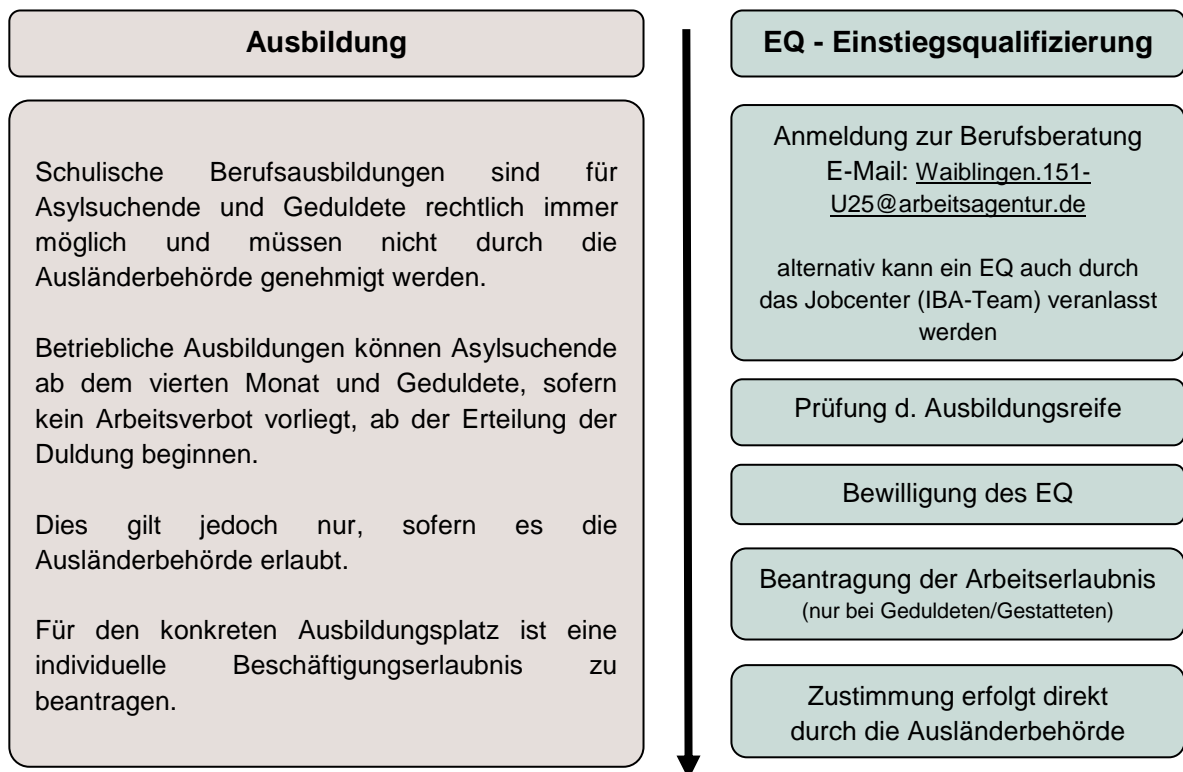 Ausbildung
Schulische Berufsausbildungen sind für
Asylsuchende und Geduldete rechtlich immer
möglich und müssen nicht durch die
Ausländerbehörde genehmigt werden.
Betriebliche Ausbildungen können Asylsuchende
ab dem vierten Monat und Geduldete, sofern
kein Arbeitsverbot vorliegt, ab der Erteilung der
Duldung beginnen.
Dies gilt jedoch nur, sofern es die
Ausländerbehörde erlaubt.
Für den konkreten Ausbildungsplatz ist eine
individuelle Beschäftigungserlaubnis zu
beantragen.
EQ - Einstiegsqualifizierung
Anmeldung zur Berufsberatung
E-Mail: Waiblingen.151-
U25@arbeitsagentur.de
alternativ kann ein EQ auch durch
das Jobcenter (IBA-Team) veranlasst
werden
Prüfung d. Ausbildungsreife
Bewilligung des EQ
Beantragung der Arbeitserlaubnis
(nur bei Geduldeten/Gestatteten)
Zustimmung erfolgt direkt
durch die Ausländerbehörde